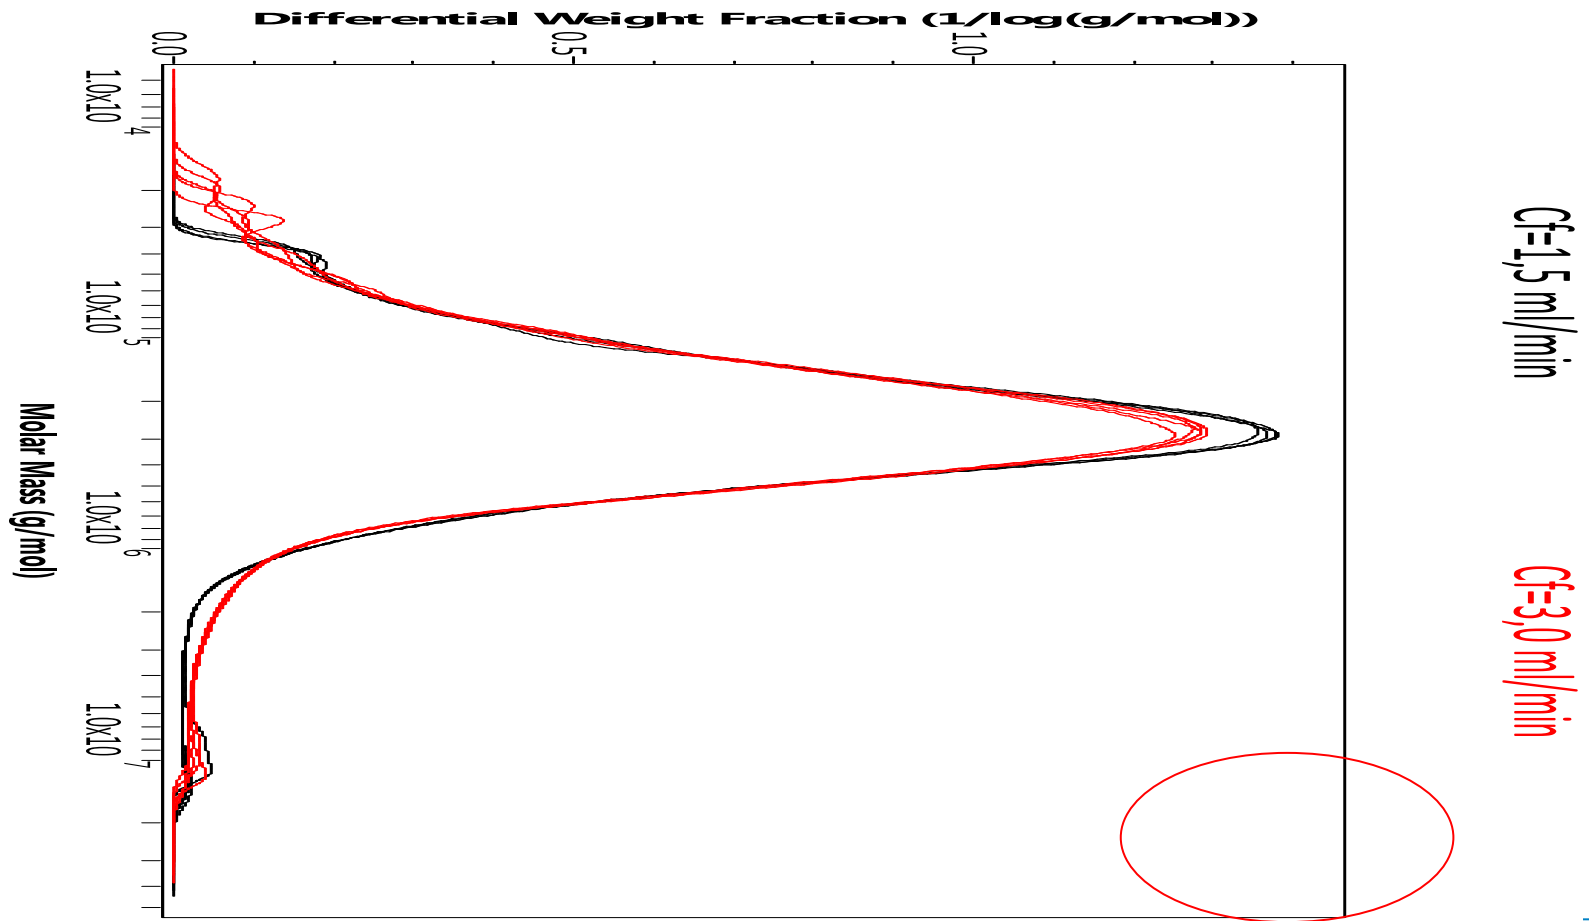 Differential Weight Fraction (1/log(g/mol))
0.0
0.5
1.0
1.0x10 4
1.0x10 5
1.0x10 6
1.0x10 7
Molar Mass (g/mol)
Cf=1,5 ml/min
Cf=3,0 ml/min